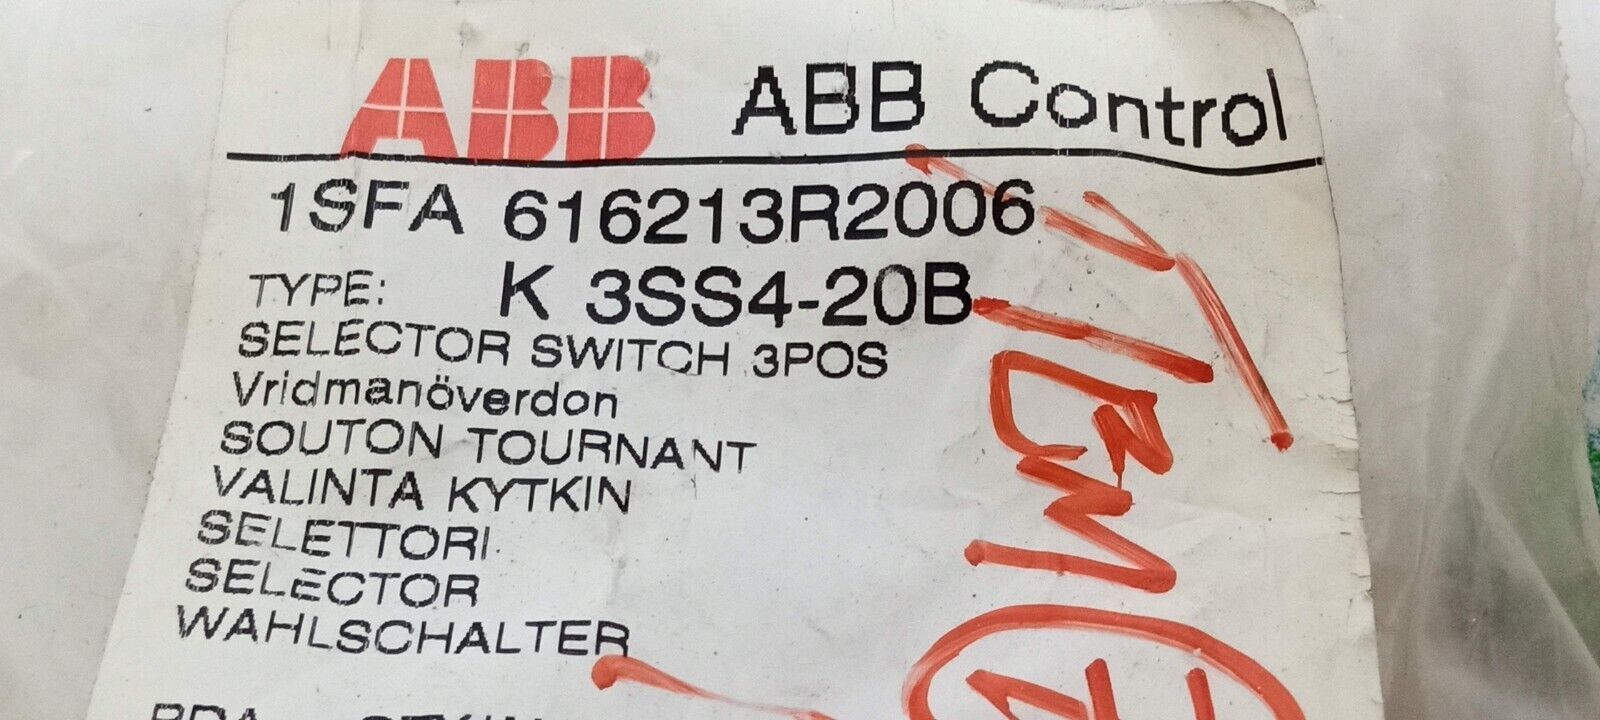 ABB ABB Control
1SFA 616213R2006
TYPE: K 3SS4-20B
SELECTOR SWITCH 3POS
Vridmanöverdon
SOUTON TOURNANT
VALINTA KYTKIN
SELETTORI
SELECTOR
WAHLSCHALTER